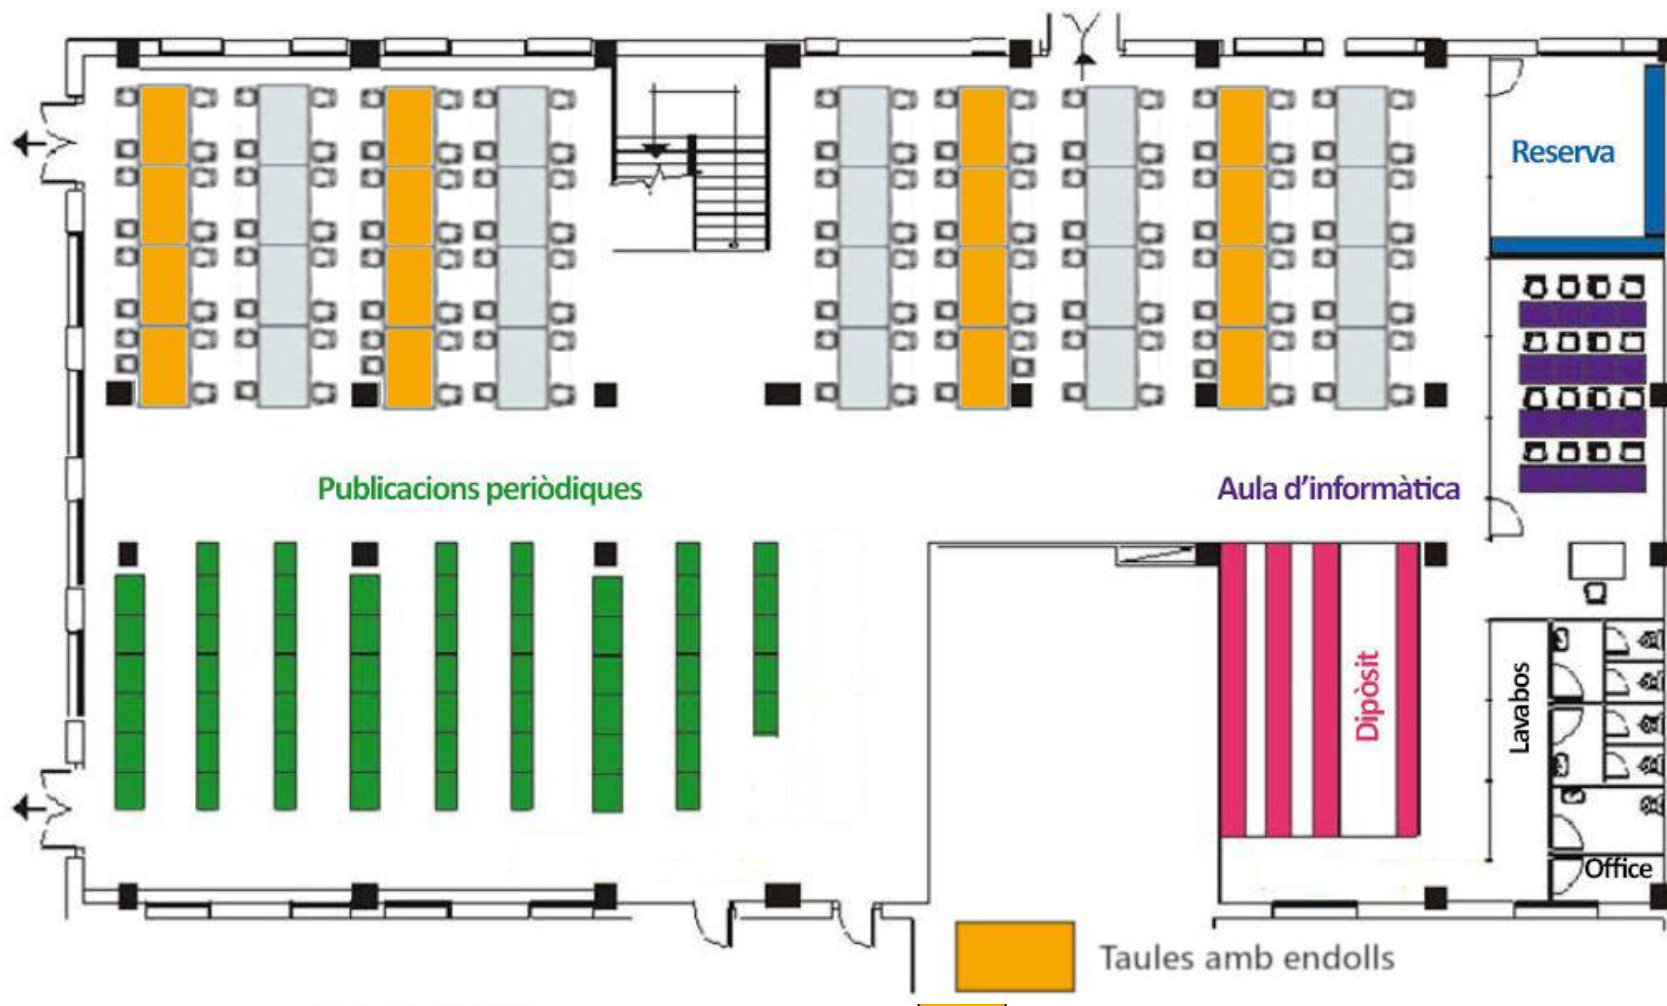 Reserva
Publicacions periòdiques
Aula d'informàtica
Dipòsit
Lavabos
Office
Taules amb endolls